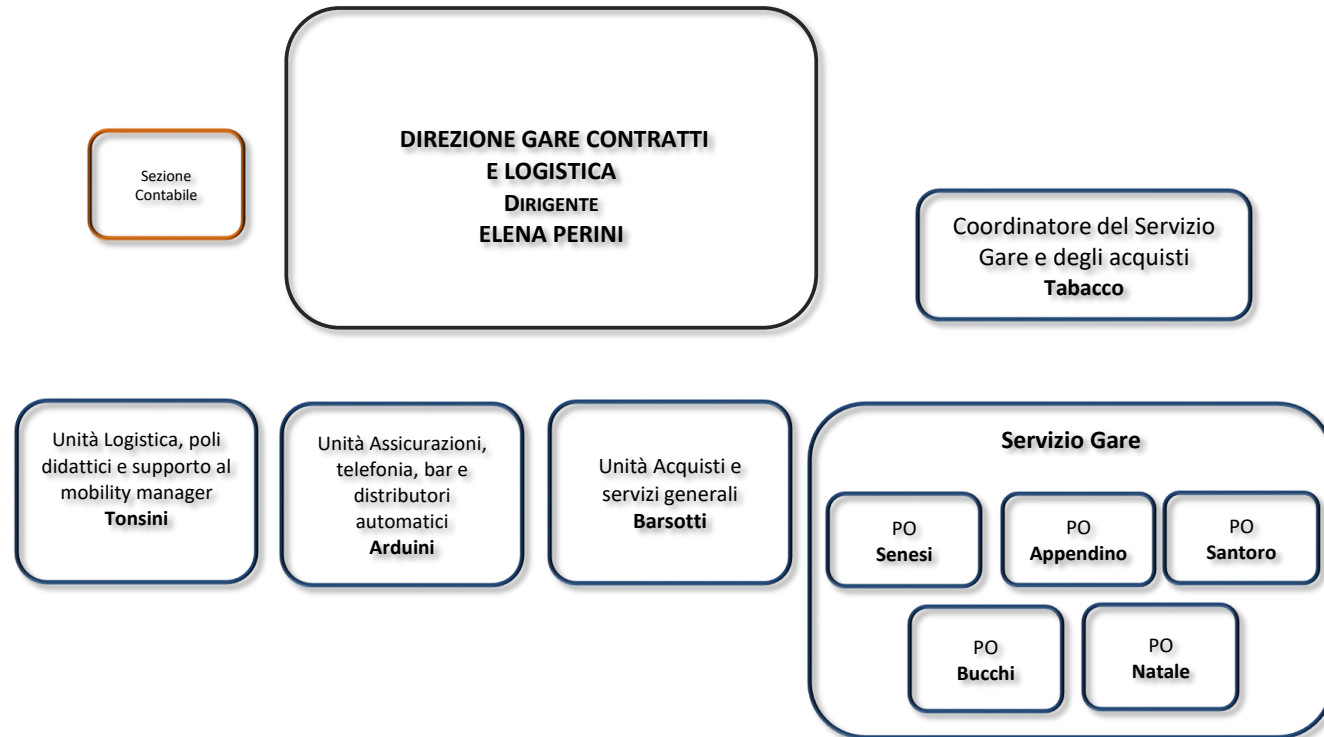 DIREZIONE GARE CONTRATTI
E LOGISTICA
DIRIGENTE
ELENA PERINI
Sezione
Contabile
Coordinatore del Servizio
Gare e degli acquisti
Tabacco
Unità Logistica, poli
didattici e supporto al
mobility manager
Tonsini
Unità Assicurazioni,
telefonia, bar e
distributori
automatici
Arduini
Unità Acquisti e
servizi generali
Barsotti
Servizio Gare
PO
Senesi
PO
Appendino
PO
Santoro
PO
Bucchi
PO
Natale